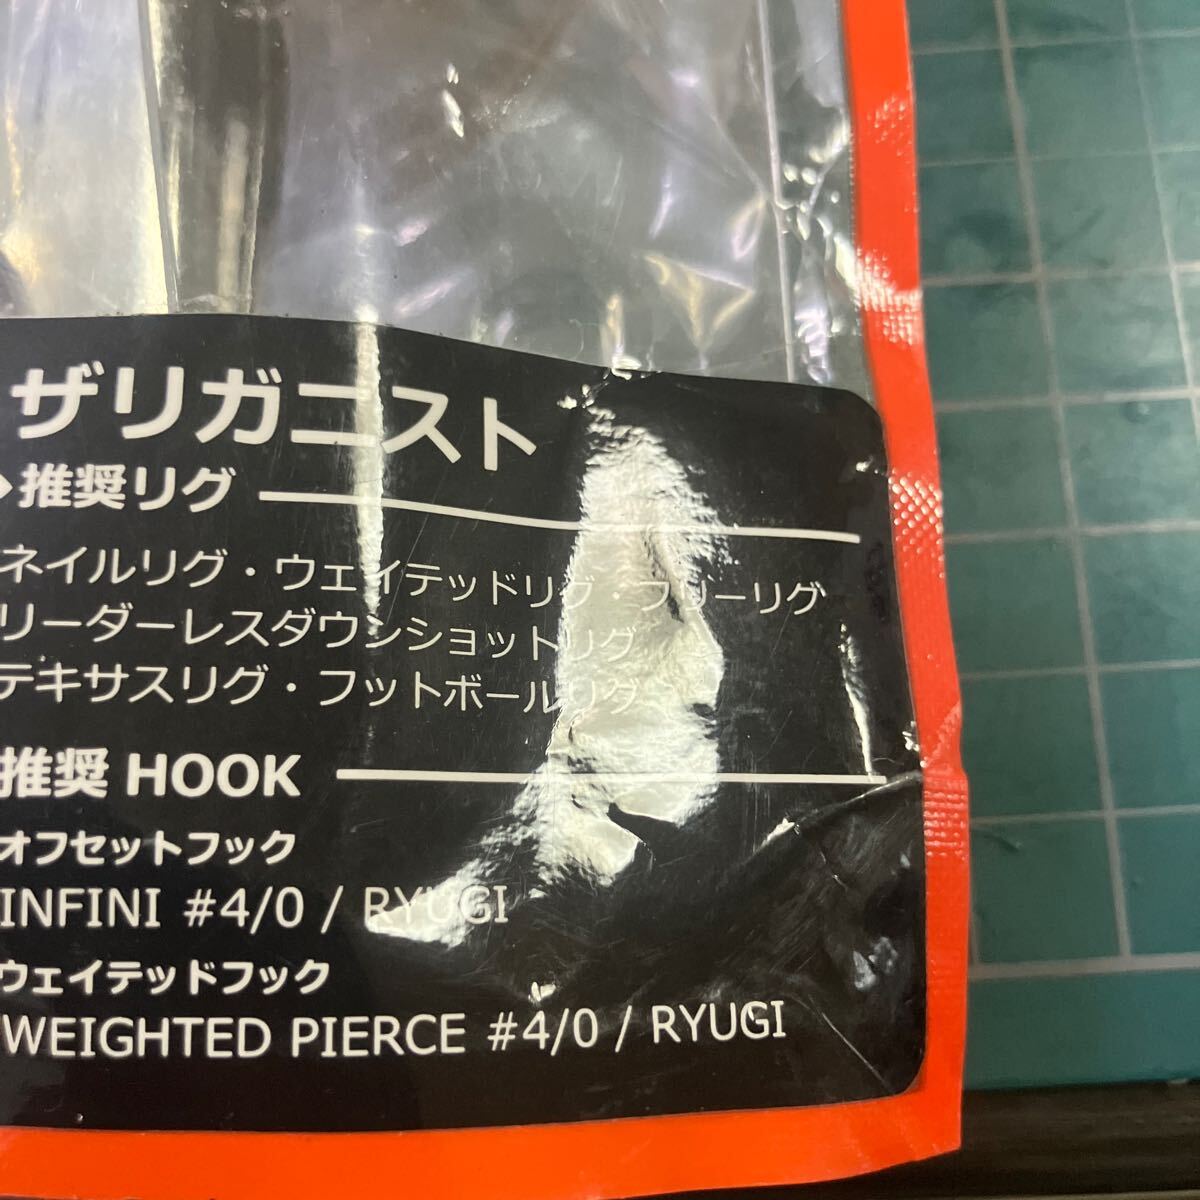 ザリガニスト
推奨リグ
ネイルリグ・ウエイテッドリグ・フリーリグ
リーダーレスダウンショットリグ
テキサスリグ・フットボールリグ
推奨 HOOK
オフセットフック
INFINI #4/0 / RYUGI
ウェイテッドフック
WEIGHTED PIERCE #4/0 / RYUGI